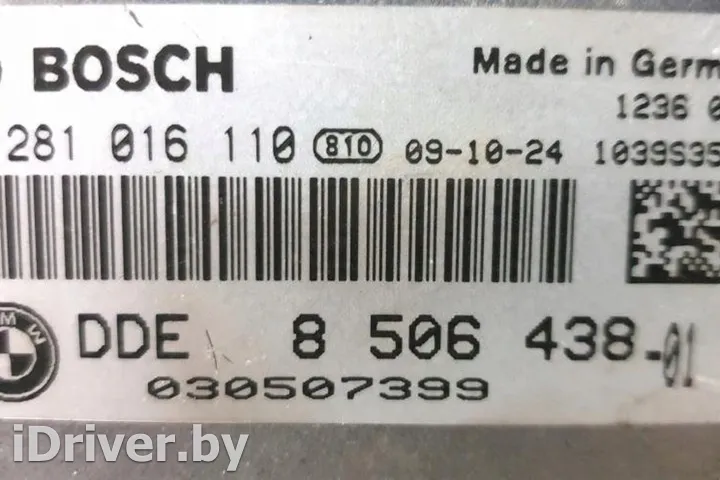 BOSCH
Made in Germ
1236 0
281 016 110 810 09-10-24 1039S35
DDE 8 506 438-01
030507399
iDriver.by